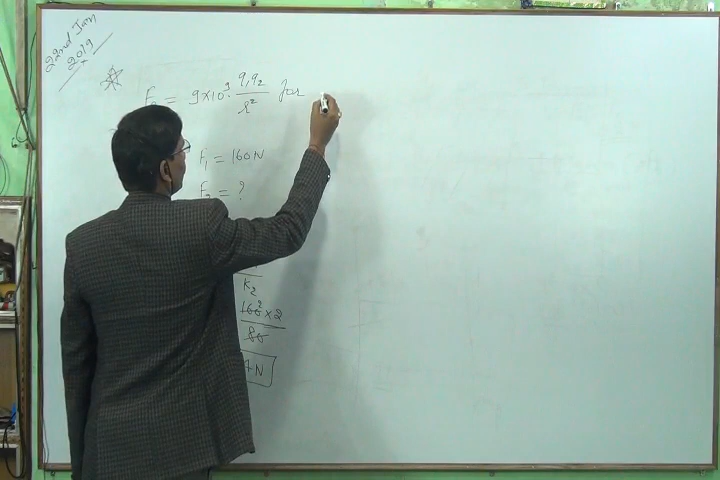 22nd Jan
2019
F = 9×10⁹. q₁q₂ / r² for
F₁ = 160N
F₂ = ?
K₂
160² × 2
80
N